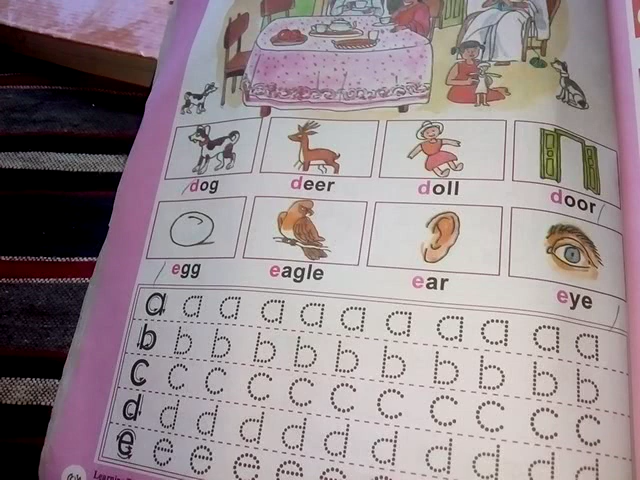 dog deer doll door
egg eagle ear eye
a a a a a a a a a a a
b b b b b b b b b b b
c c c c c c c c c c c
d d d d d d d d d d d
e e e e e e e e e e e